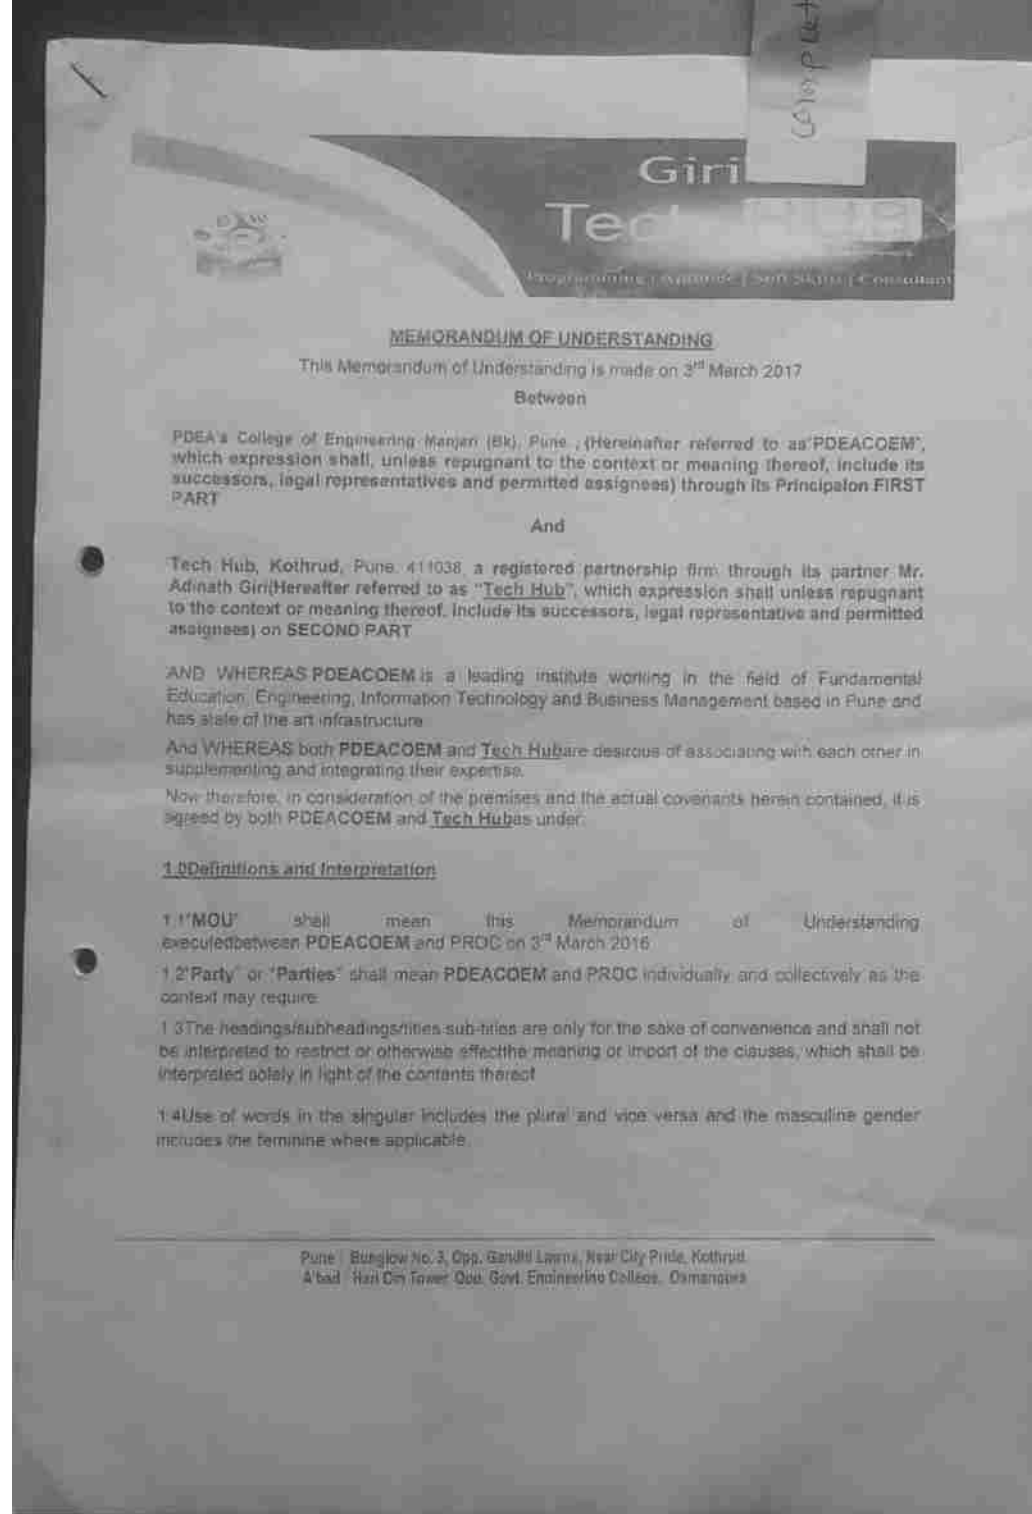 Giri
Tec
Programming | Aptitude | Soft Skills | Consultant
MEMORANDUM OF UNDERSTANDING
This Memorandum of Understanding is made on 3rd March 2017
Between
PDEA's College of Engineering Manjari (Bk), Pune , (Hereinafter referred to as"PDEACOEM",
which expression shall, unless repugnant to the context or meaning thereof, include its
successors, legal representatives and permitted assignees) through its Principalon FIRST
PART
And
Tech Hub, Kothrud, Pune. 411038, a registered partnership firm through its partner Mr.
Adinath Giri(Hereafter referred to as "Tech Hub", which expression shall unless repugnant
to the context or meaning thereof, include its successors, legal representative and permitted
assignees) on SECOND PART
AND WHEREAS PDEACOEM is a leading institute working in the field of Fundamental
Education, Engineering, Information Technology and Business Management based in Pune and
has state of the art infrastructure
And WHEREAS both PDEACOEM and Tech Hubare desirous of associating with each other in
supplementing and integrating their expertise.
Now therefore, in consideration of the premises and the actual covenants herein contained, it is
agreed by both PDEACOEM and Tech Hubas under:
1.0Definitions and Interpretation
1.1"MOU" shall mean this Memorandum of Understanding
executedbetween PDEACOEM and PROC on 3rd March 2016
1.2"Party" or "Parties" shall mean PDEACOEM and PROC individually and collectively as the
context may require.
1.3The headings/subheadings/titles sub-titles are only for the sake of convenience and shall not
be interpreted to restrict or otherwise effectthe meaning or import of the clauses, which shall be
interpreted solely in light of the contents thereof
1.4Use of words in the singular includes the plural and vice versa and the masculine gender
includes the feminine where applicable.
Pune : Bunglow No. 3, Opp. Gandhi Lawns, Near City Pride, Kothrud
A'bad : Hari Om Tower, Opp. Govt. Engineering College, Osmanpura